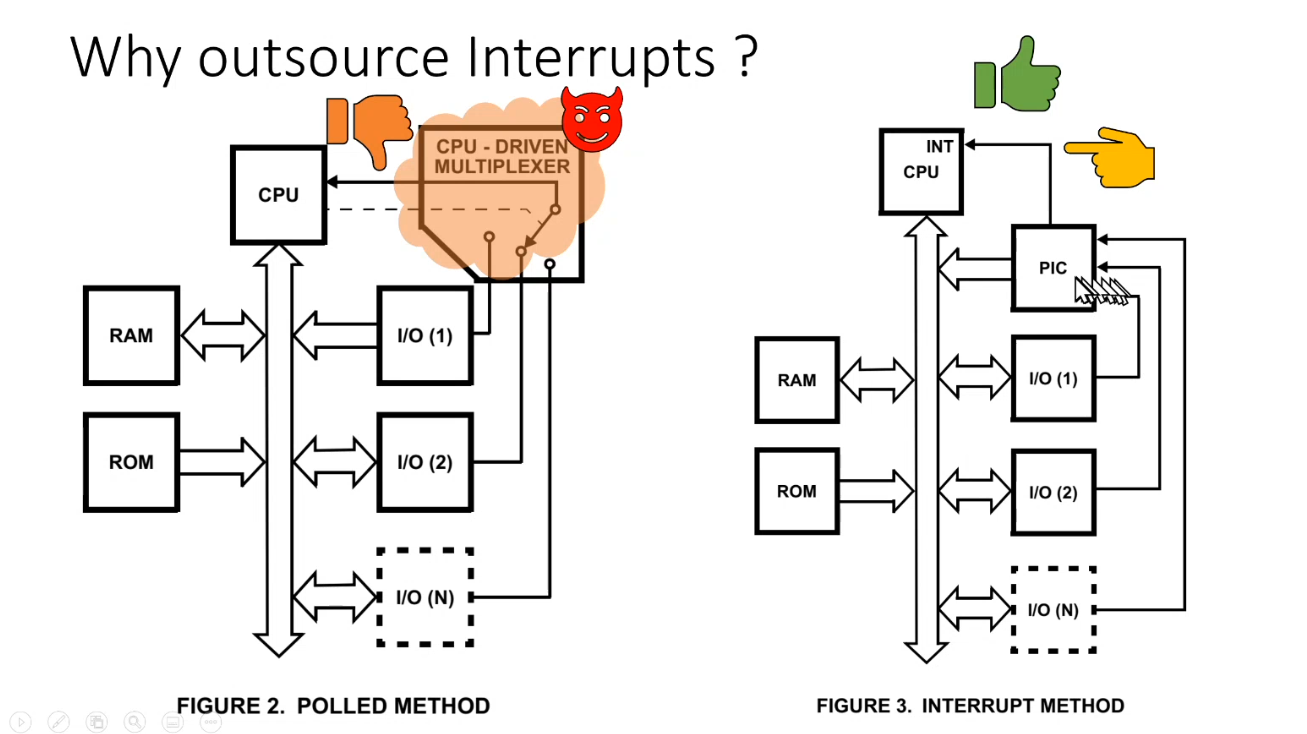 Why outsource Interrupts ?
CPU - DRIVEN
MULTIPLEXER
CPU
RAM
I/O (1)
ROM
I/O (2)
I/O (N)
FIGURE 2. POLLED METHOD
INT
CPU
PIC
RAM
I/O (1)
ROM
I/O (2)
I/O (N)
FIGURE 3. INTERRUPT METHOD